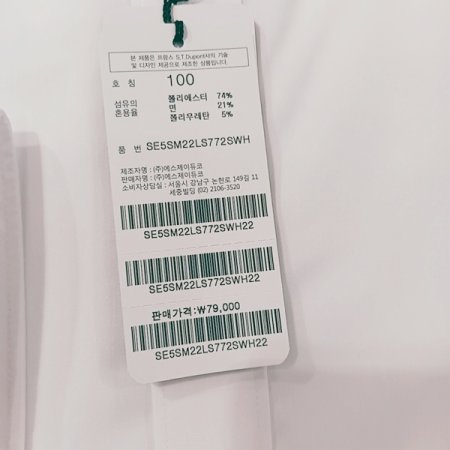 본 제품은 프랑스 S.T. Dupont사의 기술
및 디자인 제공으로 제조한 상품입니다.
호 칭 100
섬유의 혼용율 폴리에스터 74%
면 21%
폴리우레탄 5%
품 번 SE5SM22LS772SWH
제조자명 : (주)에스제이듀코
판매자명 : (주)에스제이듀코
소비자상담실 : 서울시 강남구 논현로 149길 11
세중빌딩 (02) 2106-3520
SE5SM22LS772SWH22
SE5SM22LS772SWH22
판매가격:₩79,000
SE5SM22LS772SWH22